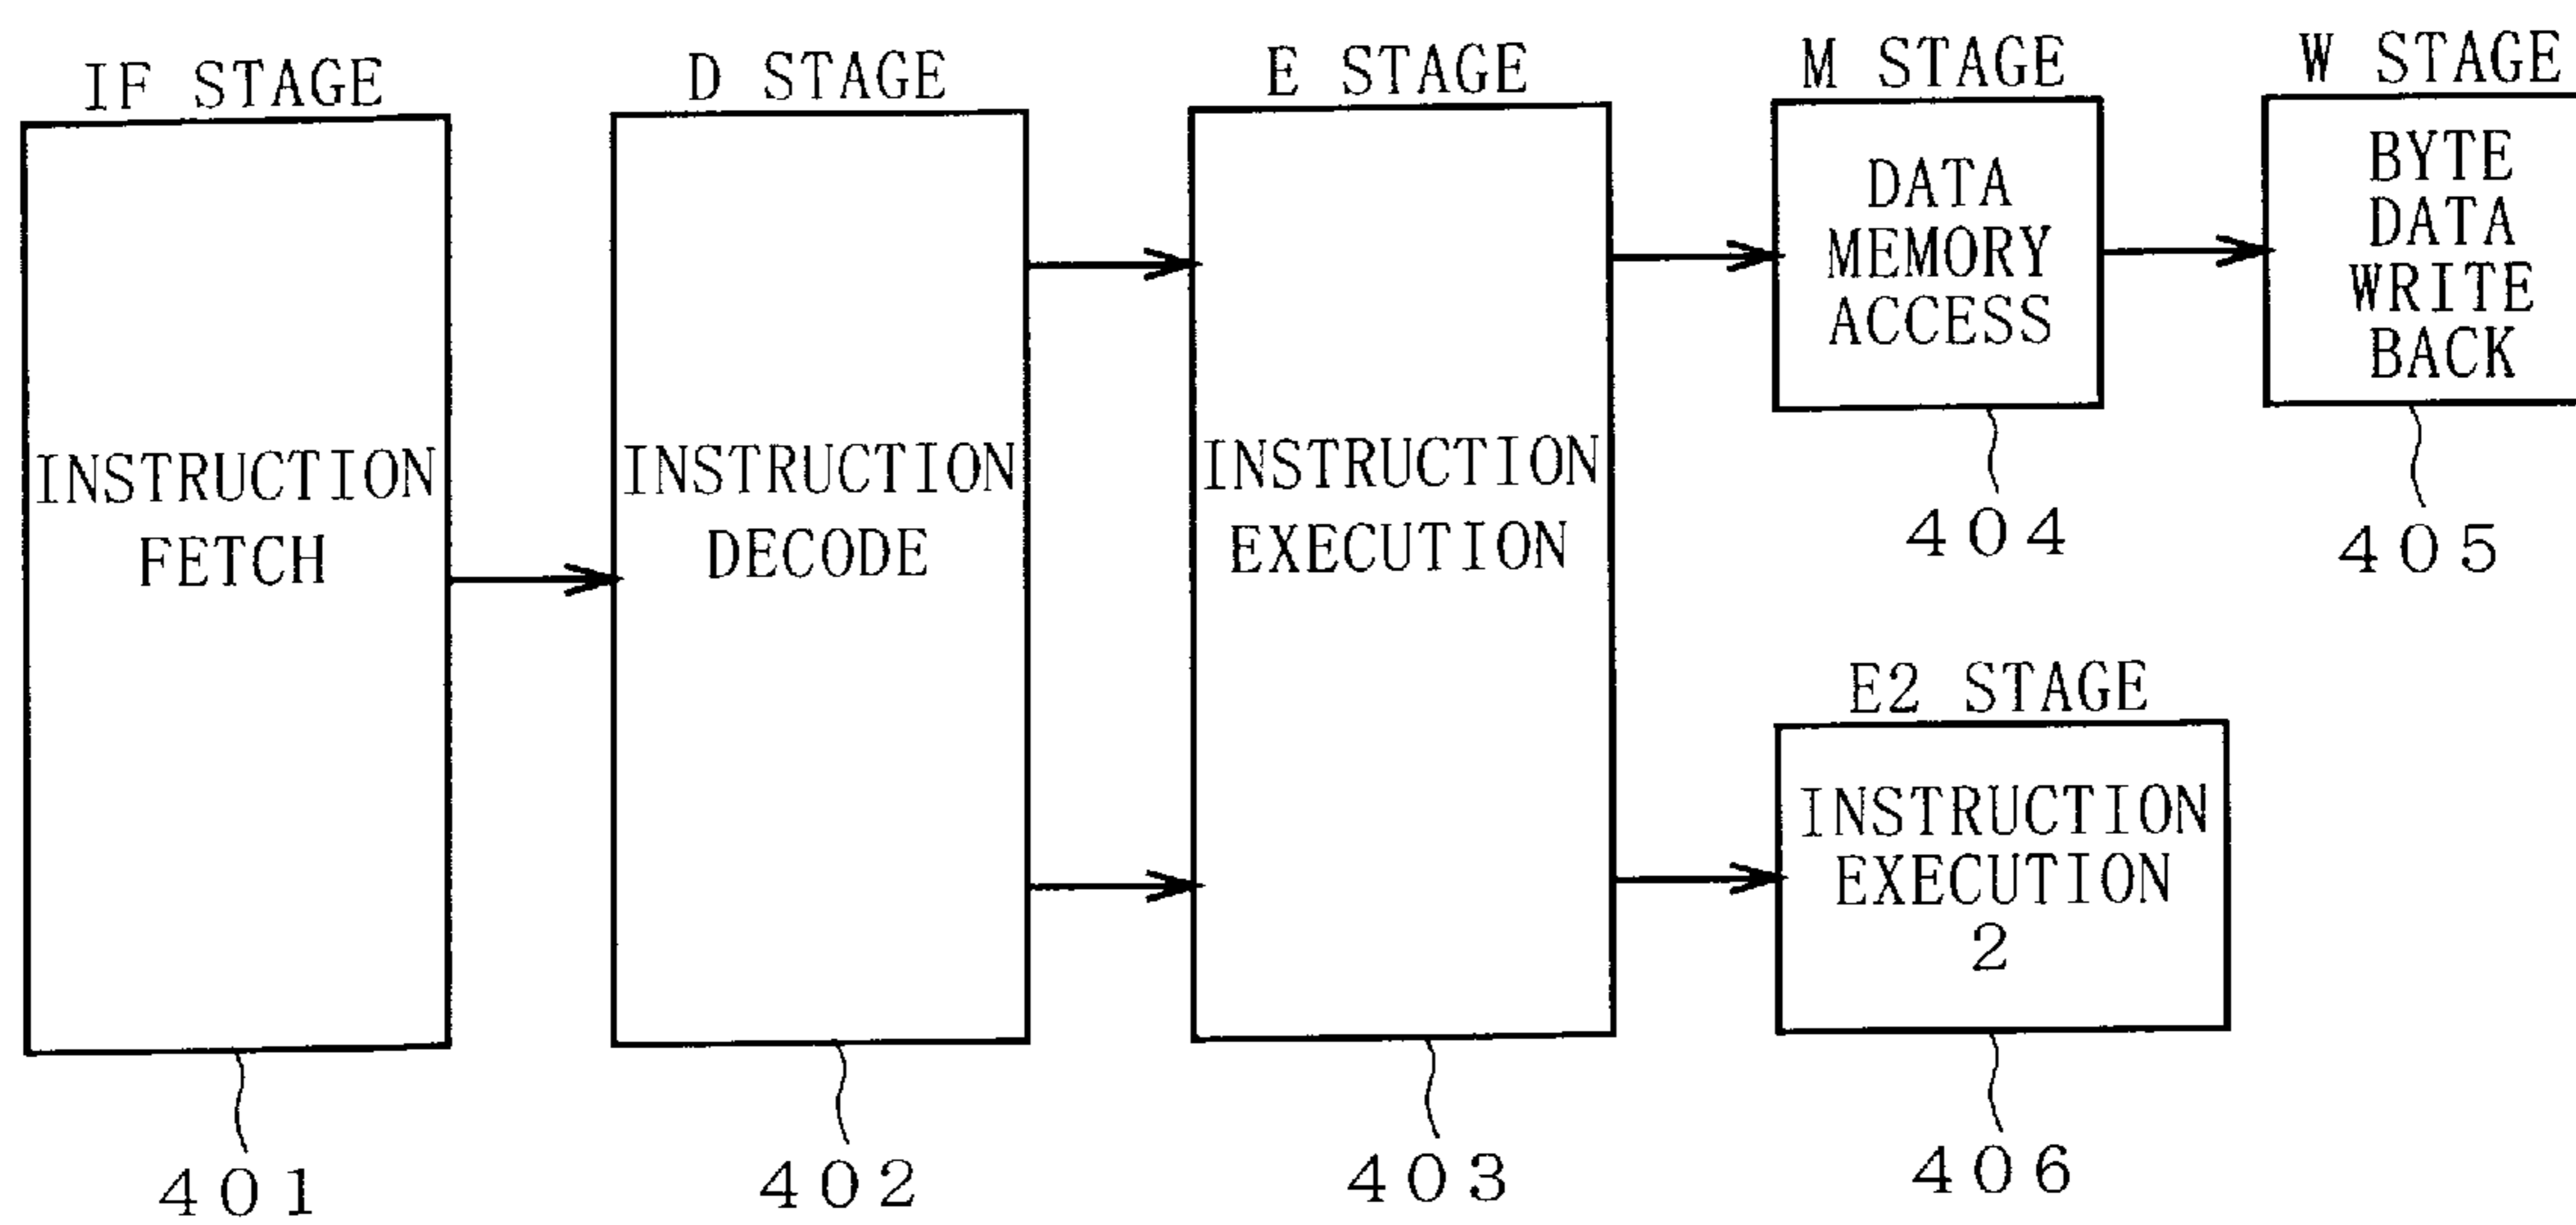 IF STAGE
INSTRUCTION
FETCH
401
D STAGE
INSTRUCTION
DECODE
402
E STAGE
INSTRUCTION
EXECUTION
403
M STAGE
DATA
MEMORY
ACCESS
404
W STAGE
BYTE
DATA
WRITE
BACK
405
E2 STAGE
INSTRUCTION
EXECUTION
2
406